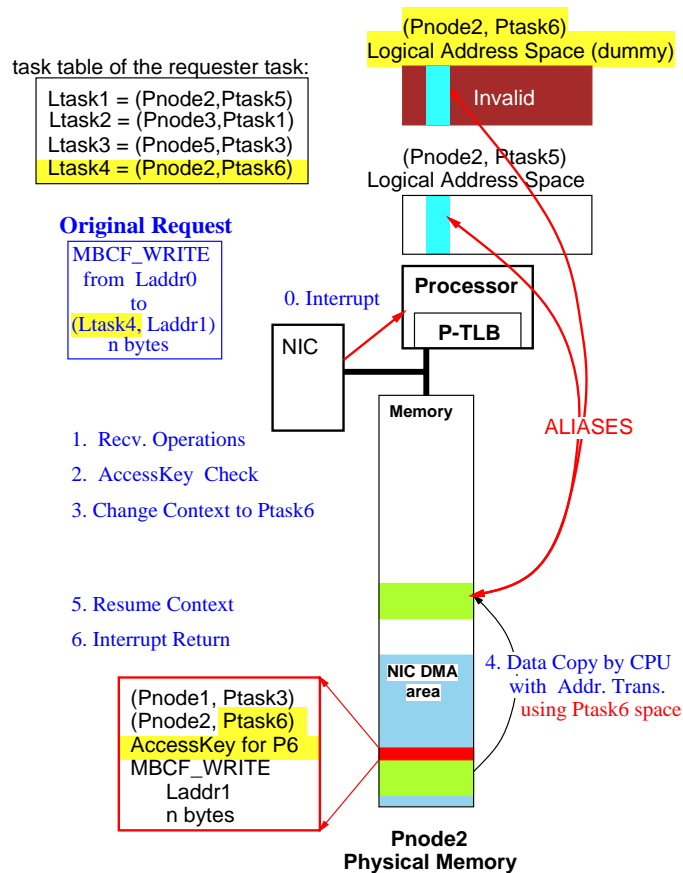 (Pnode2, Ptask6)
Logical Address Space (dummy)
Invalid
task table of the requester task:
Ltask1 = (Pnode2,Ptask5)
Ltask2 = (Pnode3,Ptask1)
Ltask3 = (Pnode5,Ptask3)
Ltask4 = (Pnode2,Ptask6)
(Pnode2, Ptask5)
Logical Address Space
Original Request
MBCF_WRITE
from Laddr0
to
(Ltask4, Laddr1)
n bytes
0. Interrupt
Processor
P-TLB
NIC
Memory
ALIASES
1. Recv. Operations
2. AccessKey Check
3. Change Context to Ptask6
5. Resume Context
6. Interrupt Return
NIC DMA
area
4. Data Copy by CPU
with Addr. Trans.
using Ptask6 space
(Pnode1, Ptask3)
(Pnode2, Ptask6)
AccessKey for P6
MBCF_WRITE
Laddr1
n bytes
Pnode2
Physical Memory